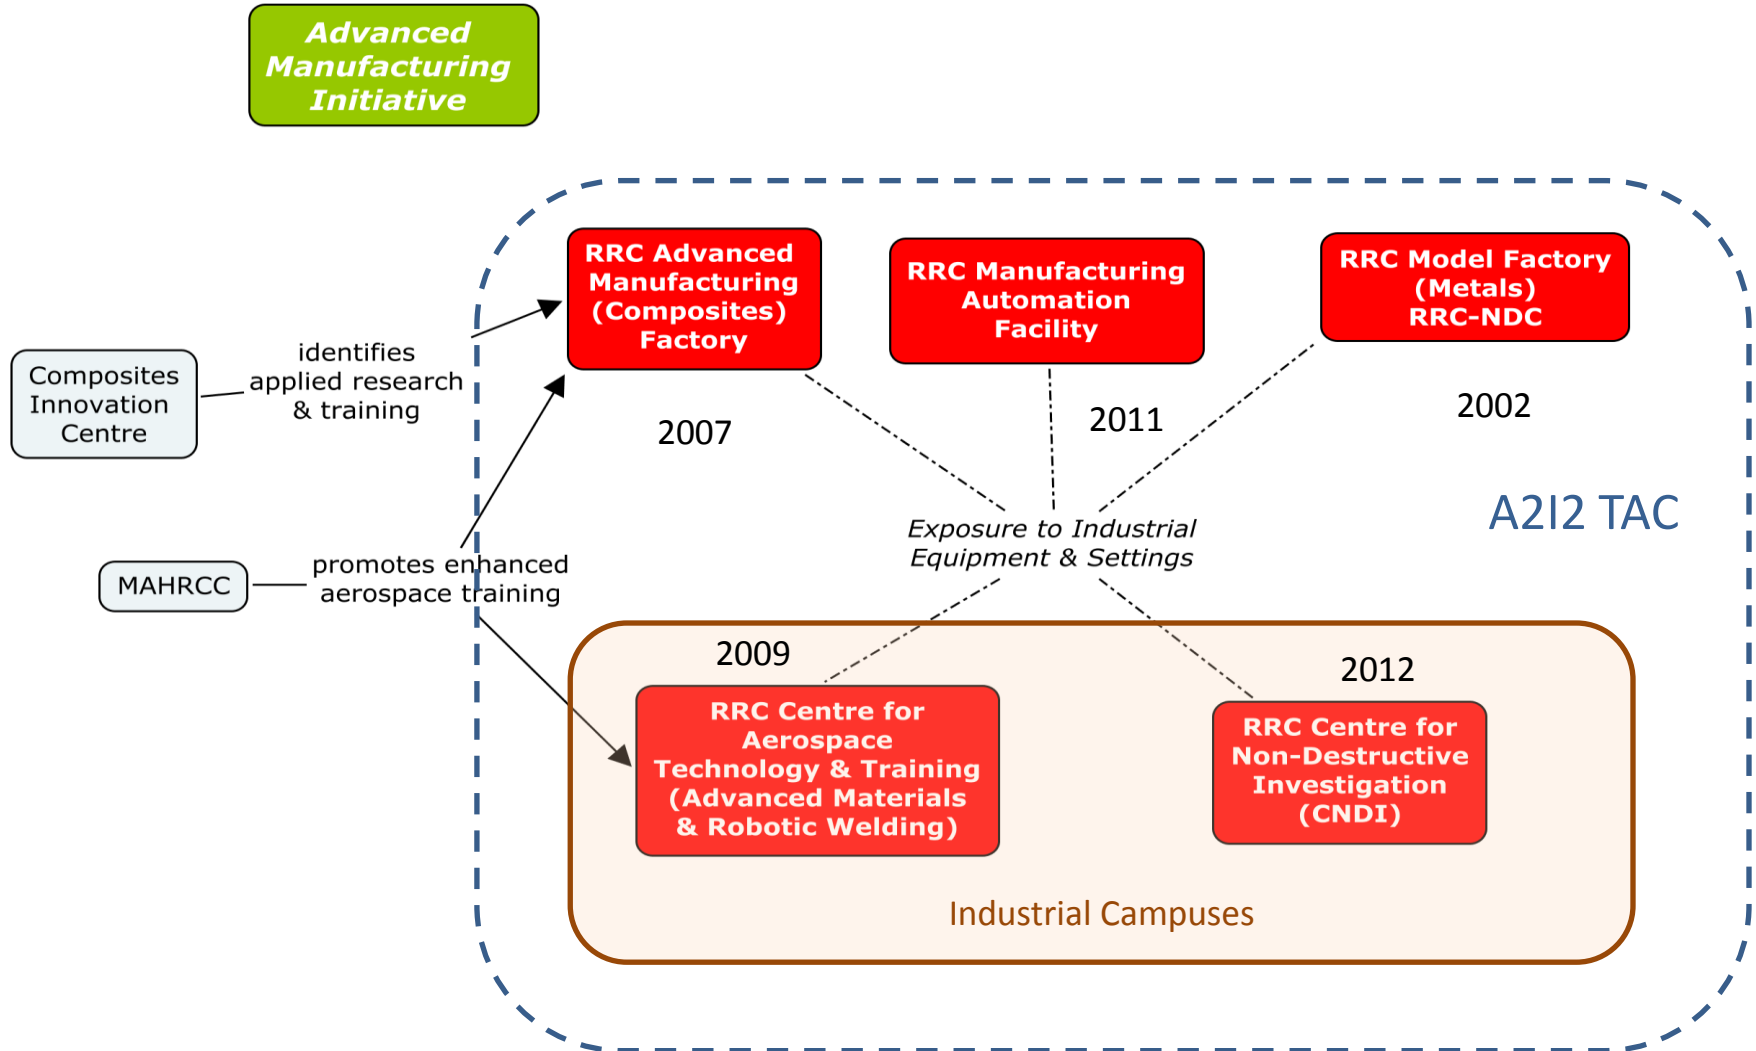 Advanced
Manufacturing
Initiative
RRC Advanced
Manufacturing
(Composites)
Factory
RRC Manufacturing
Automation
Facility
RRC Model Factory
(Metals)
RRC-NDC
Composites
Innovation
Centre
identifies
applied research
& training
2007
2011
2002
A2I2 TAC
Exposure to Industrial
Equipment & Settings
MAHRCC
promotes enhanced
aerospace training
2009
2012
RRC Centre for
Aerospace
Technology & Training
(Advanced Materials
& Robotic Welding)
RRC Centre for
Non-Destructive
Investigation
(CNDI)
Industrial Campuses